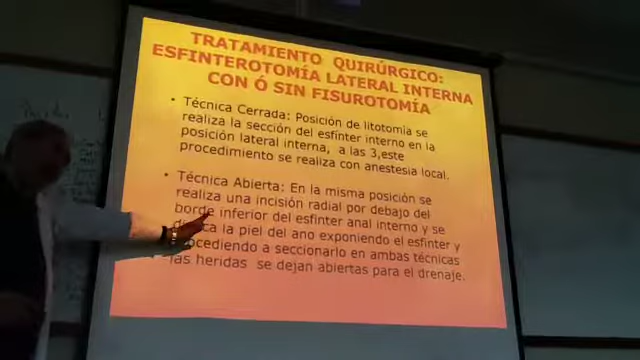 TRATAMIENTO QUIRÚRGICO:
ESFINTEROTOMÍA LATERAL INTERNA
CON Ó SIN FISUROTOMÍA
• Técnica Cerrada: Posición de litotomía se
realiza la sección del esfínter interno en la
posición lateral interna, a las 3,este
procedimiento se realiza con anestesia local.
• Técnica Abierta: En la misma posición se
realiza una incisión radial por debajo del
borde inferior del esfinter anal interno y se
la piel del ano exponiendo el esfinter y
procediendo a seccionarlo en ambas técnicas
las heridas se dejan abiertas para el drenaje.